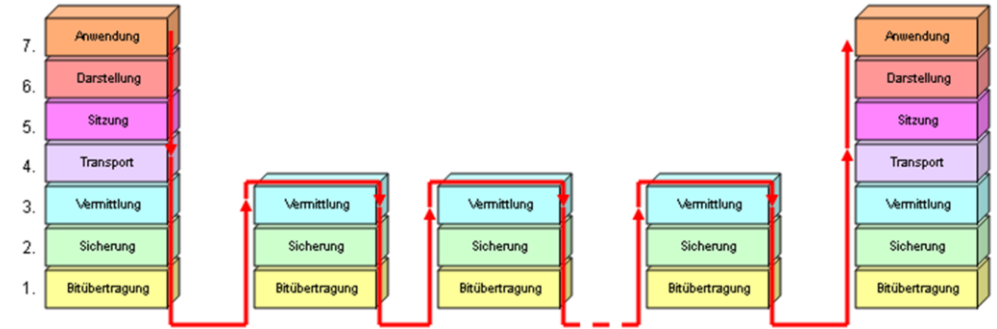 7. Anwendung Anwendung
6. Darstellung Darstellung
5. Sitzung Sitzung
4. Transport Transport
3. Vermittlung Vermittlung Vermittlung Vermittlung Vermittlung
2. Sicherung Sicherung Sicherung Sicherung Sicherung
1. Bitübertragung Bitübertragung Bitübertragung Bitübertragung Bitübertragung